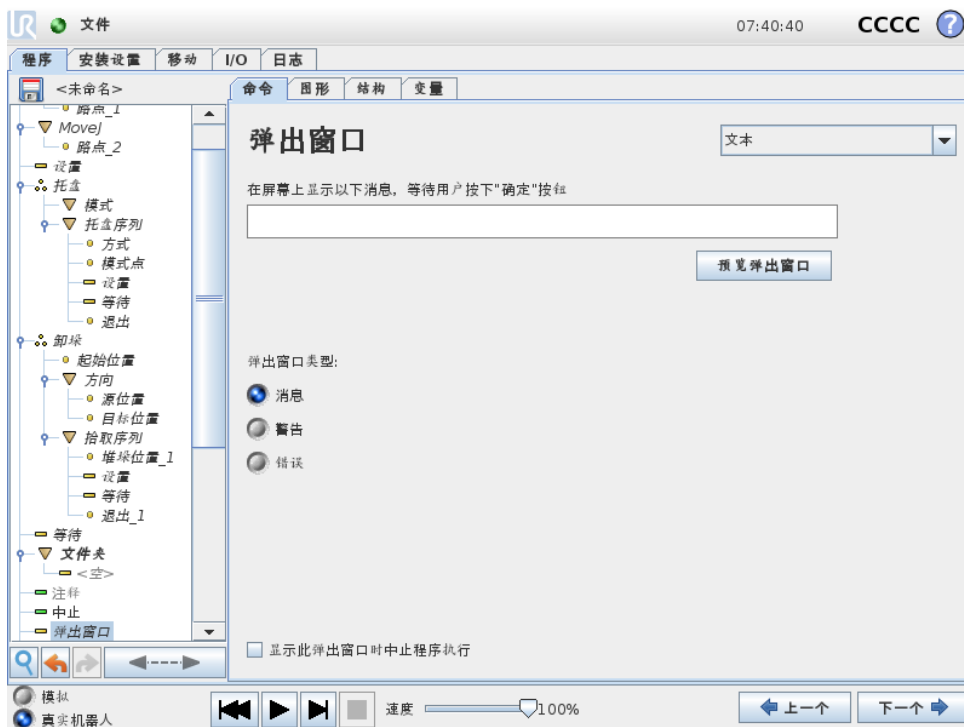 UR 文件 07:40:40 CCCC ?
程序 安装设置 移动 I/O 日志
<未命名>
命令 图形 结构 变量
路点_1
MoveJ
路点_2
设置
托盘
模式
托盘序列
方式
模式点
设置
等待
退出
卸垛
起始位置
方向
源位置
目标位置
拾取序列
堆垛位置_1
设置
等待
退出_1
等待
文件夹
<空>
注释
中止
弹出窗口
弹出窗口
文本
在屏幕上显示以下消息，等待用户按下"确定"按钮
预览弹出窗口
弹出窗口类型:
消息
警告
错误
显示此弹出窗口时中止程序执行
模拟
真实机器人
速度 100%
上一个 下一个